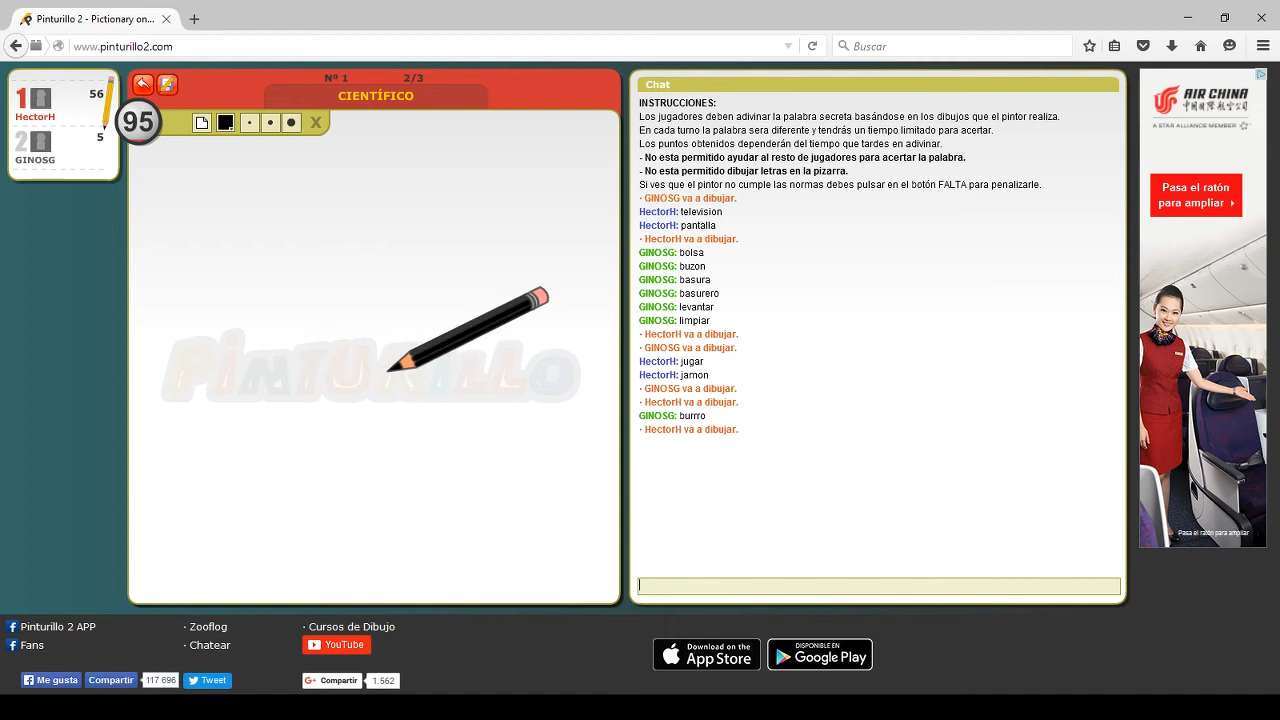 Pinturillo 2 - Pictionary on...
www.pinturillo2.com
Buscar
1
56
HectorH
2
5
GINOSG
95
Nº 1
2/3
CIENTÍFICO
X
PINTURILLO
Chat
INSTRUCCIONES:
Los jugadores deben adivinar la palabra secreta basándose en los dibujos que el pintor realiza.
En cada turno la palabra sera diferente y tendrás un tiempo limitado para acertar.
Los puntos obtenidos dependerán del tiempo que tardes en adivinar.
- No esta permitido ayudar al resto de jugadores para acertar la palabra.
- No esta permitido dibujar letras en la pizarra.
Si ves que el pintor no cumple las normas debes pulsar en el botón FALTA para penalizarle.
· GINOSG va a dibujar.
HectorH: television
HectorH: pantalla
· HectorH va a dibujar.
GINOSG: bolsa
GINOSG: buzon
GINOSG: basura
GINOSG: basurero
GINOSG: levantar
GINOSG: limpiar
· HectorH va a dibujar.
· GINOSG va a dibujar.
HectorH: jugar
HectorH: jamon
· GINOSG va a dibujar.
· HectorH va a dibujar.
GINOSG: burrro
· HectorH va a dibujar.
AIR CHINA
中国国際航空公司
A STAR ALLIANCE MEMBER
Pasa el ratón
para ampliar
Pasa el ratón para ampliar
Pinturillo 2 APP
Fans
· Zooflog
· Chatear
· Cursos de Dibujo
YouTube
Download on the
App Store
DISPONIBLE EN
Google Play
Me gusta
Compartir
117 696
Tweet
G+ Compartir
1.562